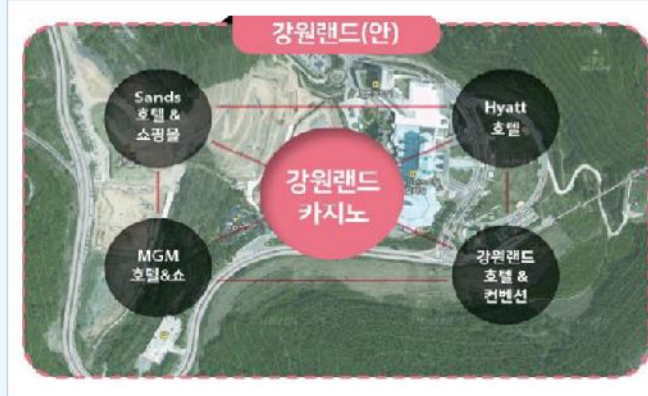 강원랜드(안)
Sands
호텔 &
쇼핑몰
Hyatt
호텔
강원랜드
카지노
MGM
호텔&쇼
강원랜드
호텔 &
컨벤션